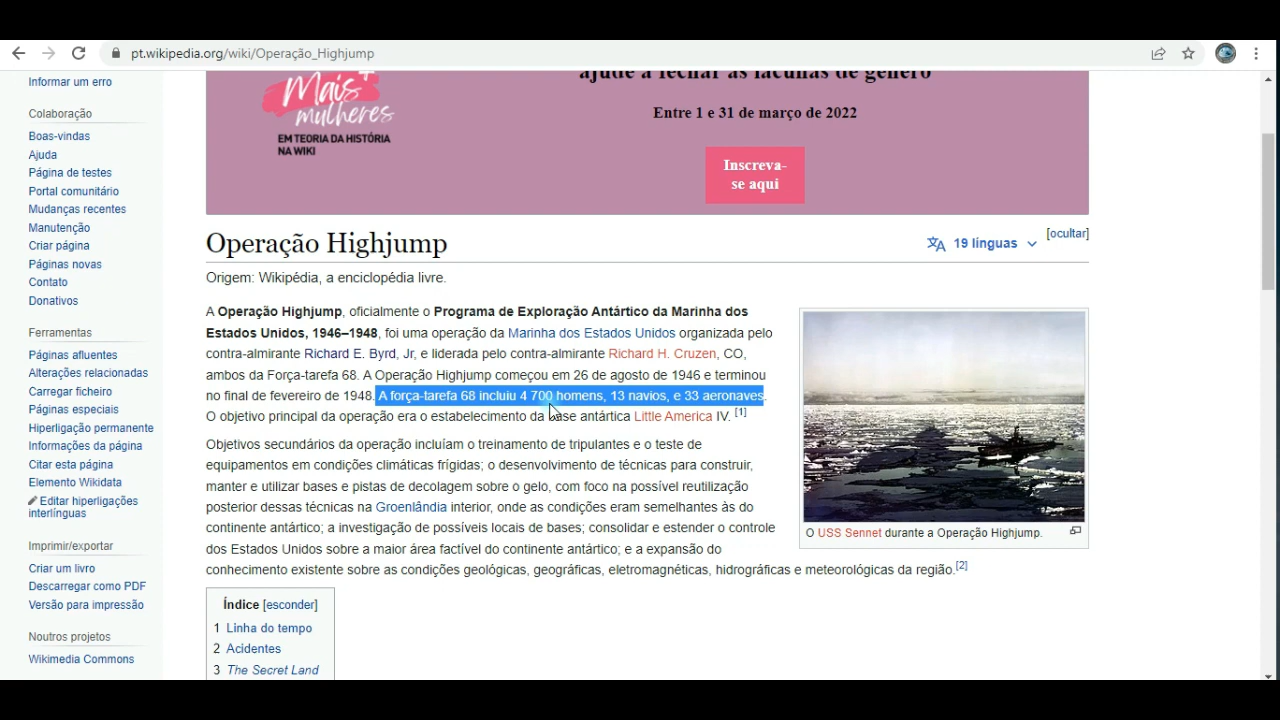 pt.wikipedia.org/wiki/Operação_Highjump
Informar um erro
Colaboração
Boas-vindas
Ajuda
Página de testes
Portal comunitário
Mudanças recentes
Manutenção
Criar página
Páginas novas
Contato
Donativos
Ferramentas
Páginas afluentes
Alterações relacionadas
Carregar ficheiro
Páginas especiais
Hiperligação permanente
Informações da página
Citar esta página
Elemento Wikidata
Editar hiperligações
interlínguas
Imprimir/exportar
Criar um livro
Descarregar como PDF
Versão para impressão
Noutros projetos
Wikimedia Commons
Mais+
mulheres
EM TEORIA DA HISTÓRIA
NA WIKI
ajude a fechar as lacunas de gênero
Entre 1 e 31 de março de 2022
Inscreva-
se aqui
Operação Highjump
19 línguas
[ocultar]
Origem: Wikipédia, a enciclopédia livre.
A Operação Highjump, oficialmente o Programa de Exploração Antártico da Marinha dos
Estados Unidos, 1946–1948, foi uma operação da Marinha dos Estados Unidos organizada pelo
contra-almirante Richard E. Byrd, Jr, e liderada pelo contra-almirante Richard H. Cruzen, CO,
ambos da Força-tarefa 68. A Operação Highjump começou em 26 de agosto de 1946 e terminou
no final de fevereiro de 1948. A força-tarefa 68 incluiu 4 700 homens, 13 navios, e 33 aeronaves.
O objetivo principal da operação era o estabelecimento da base antártica Little America IV. [1]
Objetivos secundários da operação incluíam o treinamento de tripulantes e o teste de
equipamentos em condições climáticas frígidas; o desenvolvimento de técnicas para construir,
manter e utilizar bases e pistas de decolagem sobre o gelo, com foco na possível reutilização
posterior dessas técnicas na Groenlândia interior, onde as condições eram semelhantes às do
continente antártico; a investigação de possíveis locais de bases; consolidar e estender o controle
dos Estados Unidos sobre a maior área factível do continente antártico; e a expansão do
conhecimento existente sobre as condições geológicas, geográficas, eletromagnéticas, hidrográficas e meteorológicas da região.[2]
O USS Sennet durante a Operação Highjump.
Índice [esconder]
1 Linha do tempo
2 Acidentes
3 The Secret Land